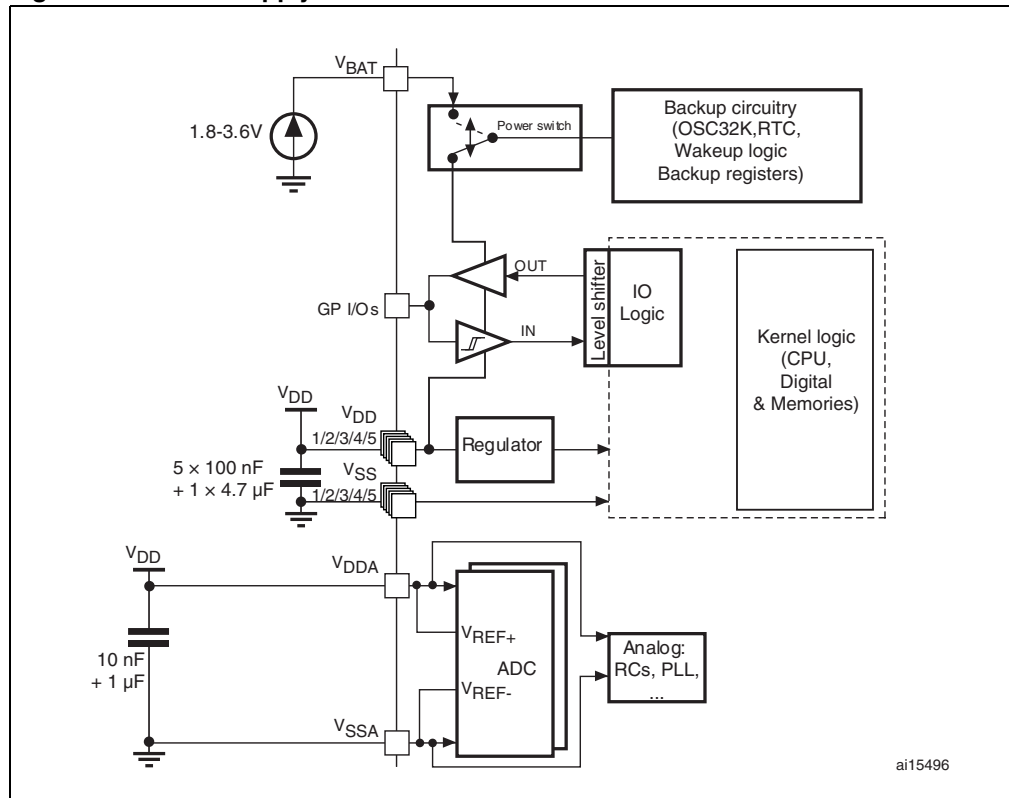 V_BAT
1.8-3.6V
Power switch
Backup circuitry
(OSC32K,RTC,
Wakeup logic
Backup registers)
GP I/Os
OUT
IN
Level shifter
IO
Logic
Kernel logic
(CPU,
Digital
& Memories)
V_DD
V_DD
1/2/3/4/5
Regulator
5 × 100 nF
+ 1 × 4.7 µF
V_SS
1/2/3/4/5
V_DD
V_DDA
10 nF
+ 1 µF
V_REF+
ADC
V_REF-
Analog:
RCs, PLL,
...
V_SSA
ai15496